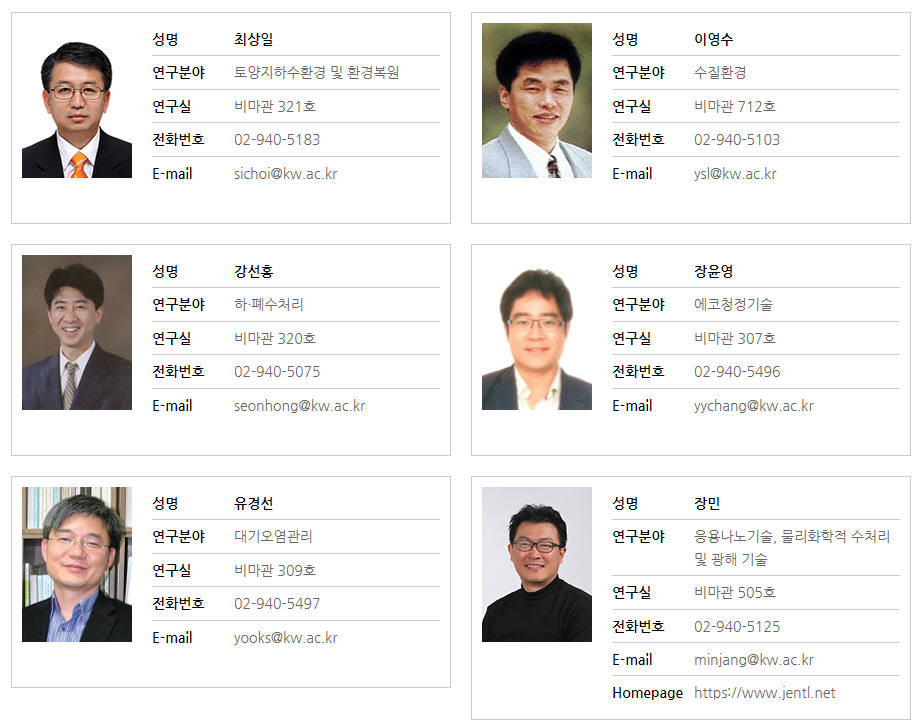 성명 최상일
연구분야 토양지하수환경 및 환경복원
연구실 비마관 321호
전화번호 02-940-5183
E-mail sichoi@kw.ac.kr
성명 이영수
연구분야 수질환경
연구실 비마관 712호
전화번호 02-940-5103
E-mail ysl@kw.ac.kr
성명 강선홍
연구분야 하·폐수처리
연구실 비마관 320호
전화번호 02-940-5075
E-mail seonhong@kw.ac.kr
성명 장윤영
연구분야 에코청정기술
연구실 비마관 307호
전화번호 02-940-5496
E-mail yychang@kw.ac.kr
성명 유경선
연구분야 대기오염관리
연구실 비마관 309호
전화번호 02-940-5497
E-mail yooks@kw.ac.kr
성명 장민
연구분야 응용나노기술, 물리화학적 수처리
및 광해 기술
연구실 비마관 505호
전화번호 02-940-5125
E-mail minjang@kw.ac.kr
Homepage https://www.jentl.net